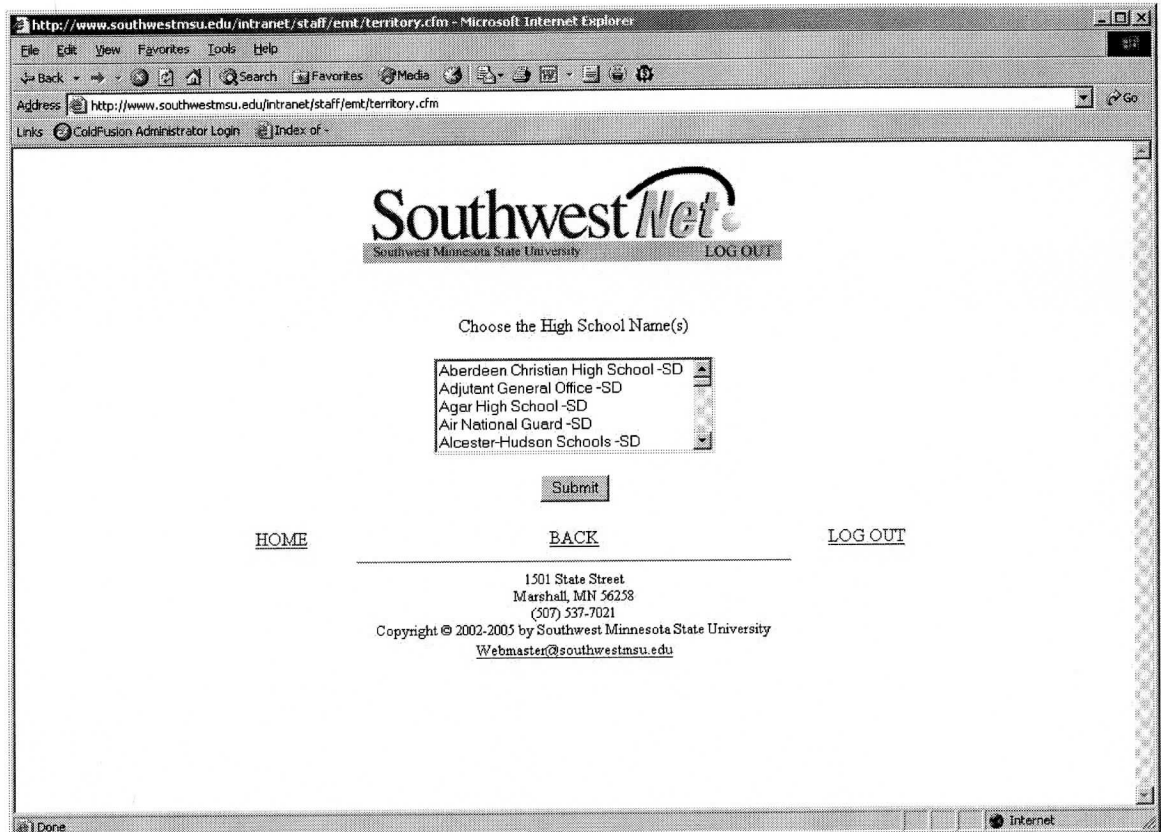 http://www.southwestmsu.edu/intranet/staff/emt/territory.cfm - Microsoft Internet Explorer
File Edit View Favorites Tools Help
Back Search Favorites Media
Address http://www.southwestmsu.edu/intranet/staff/emt/territory.cfm Go
Links ColdFusion Administrator Login Index of -
Southwest Net
Southwest Minnesota State University LOG OUT
Choose the High School Name(s)
Aberdeen Christian High School -SD
Adjutant General Office -SD
Agar High School -SD
Air National Guard -SD
Alcester-Hudson Schools -SD
Submit
HOME BACK LOG OUT
1501 State Street
Marshall, MN 56258
(507) 537-7021
Copyright © 2002-2005 by Southwest Minnesota State University
Webmaster@southwestmsu.edu
Done Internet